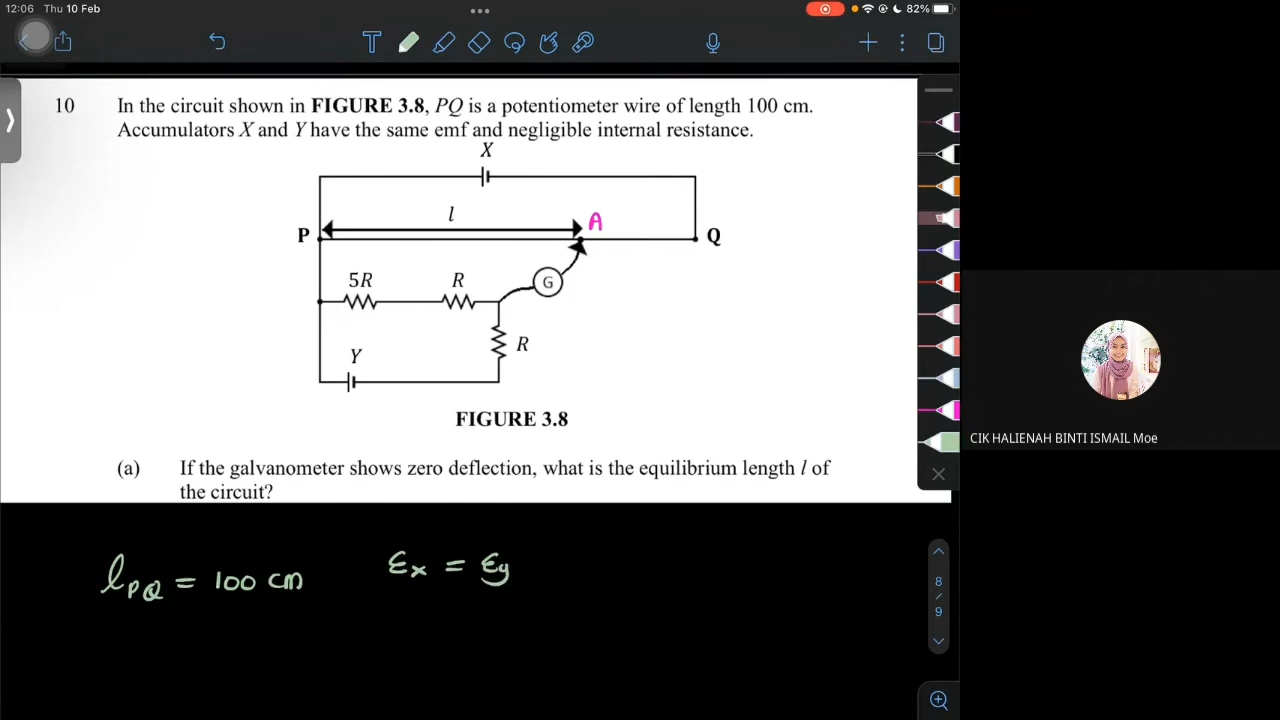 12:06 Thu 10 Feb
82%
T
10 In the circuit shown in FIGURE 3.8, PQ is a potentiometer wire of length 100 cm.
Accumulators X and Y have the same emf and negligible internal resistance.
X
l
A
P
Q
5R
R
G
R
Y
FIGURE 3.8
(a) If the galvanometer shows zero deflection, what is the equilibrium length l of
the circuit?
l_PQ = 100 cm
Ɛx = Ɛy
8
/
9
CIK HALIENAH BINTI ISMAIL Moe